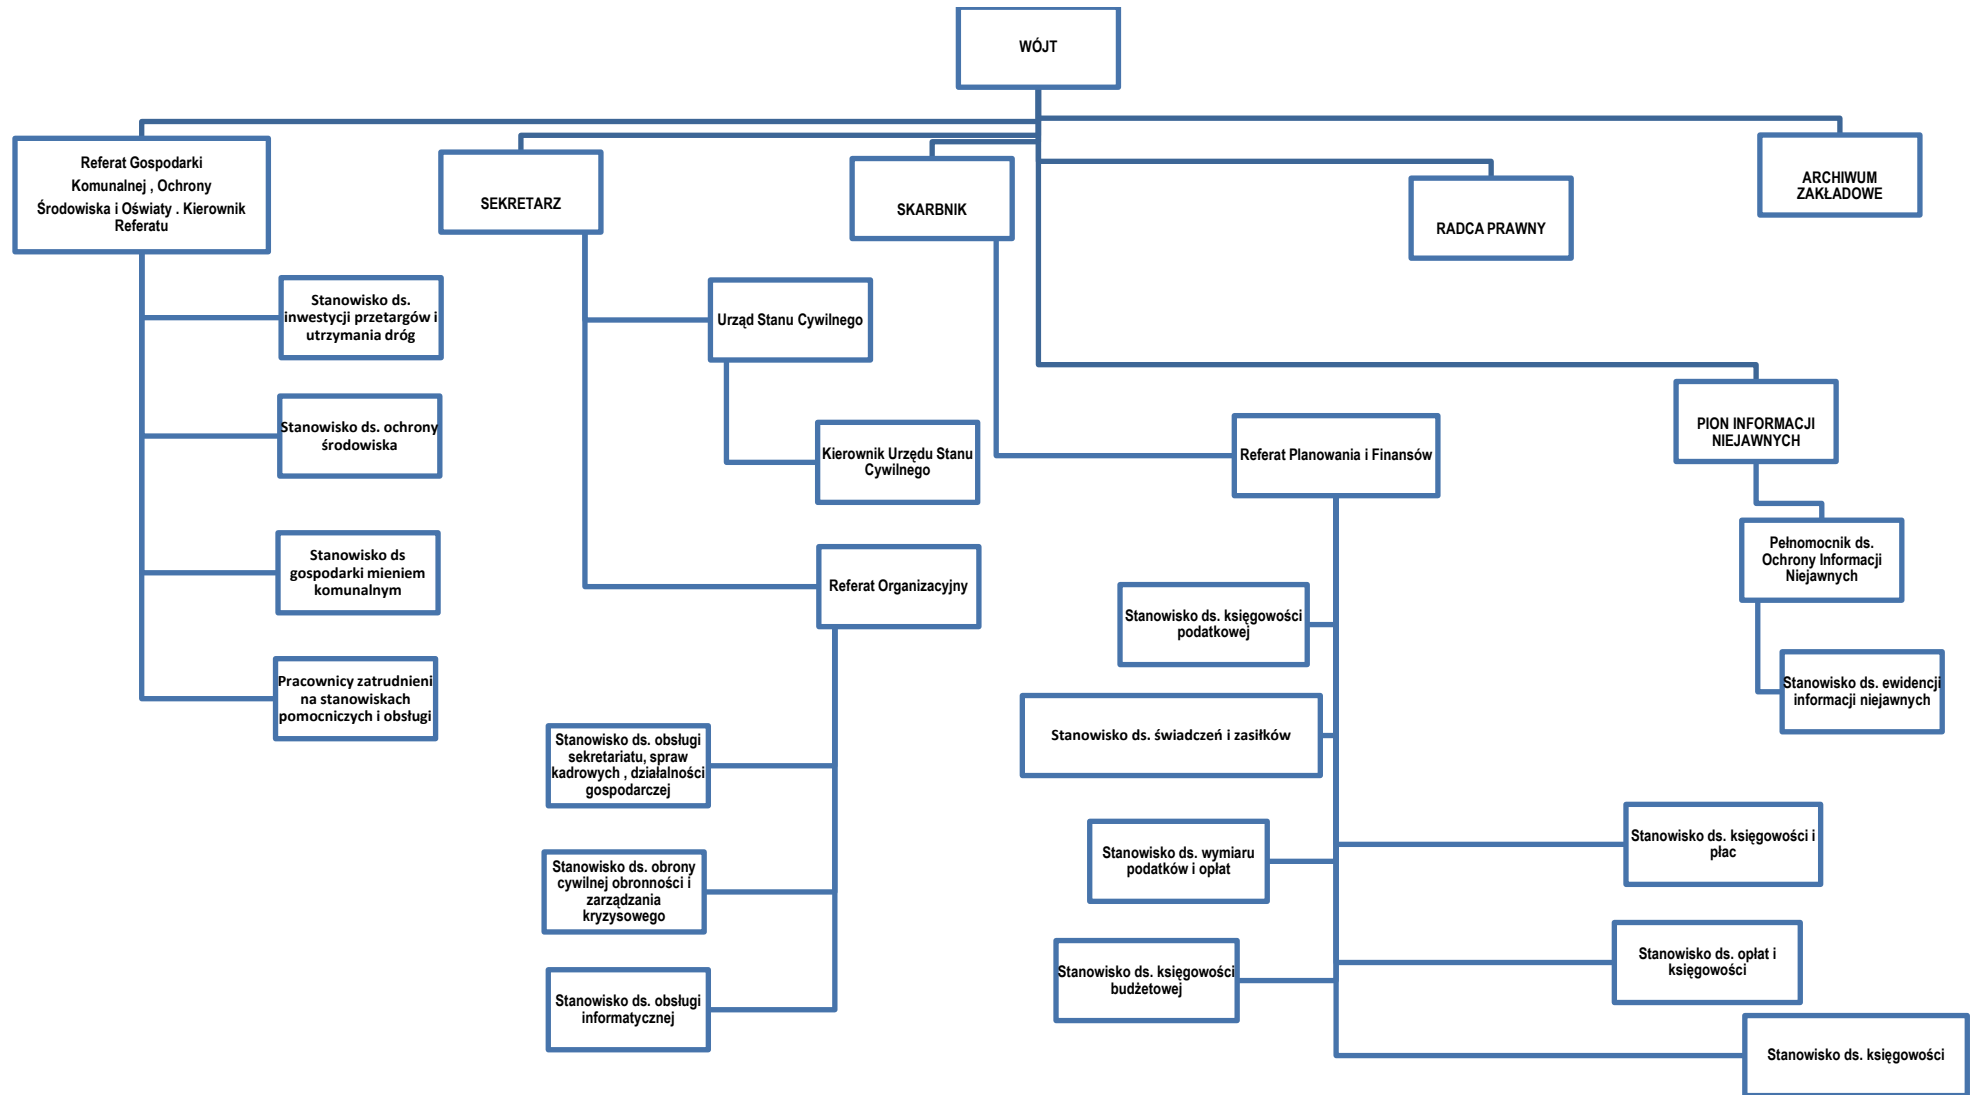 WÓJT
Referat Gospodarki
Komunalnej , Ochrony
Środowiska i Oświaty . Kierownik
Referatu
SEKRETARZ
SKARBNIK
RADCA PRAWNY
ARCHIWUM
ZAKŁADOWE
Stanowisko ds.
inwestycji przetargów i
utrzymania dróg
Stanowisko ds. ochrony
środowiska
Stanowisko ds
gospodarki mieniem
komunalnym
Pracownicy zatrudnieni
na stanowiskach
pomocniczych i obsługi
Urząd Stanu Cywilnego
Kierownik Urzędu Stanu
Cywilnego
Referat Organizacyjny
Stanowisko ds. obsługi
sekretariatu, spraw
kadrowych , działalności
gospodarczej
Stanowisko ds. obrony
cywilnej obronności i
zarządzania
kryzysowego
Stanowisko ds. obsługi
informatycznej
Referat Planowania i Finansów
Stanowisko ds. księgowości
podatkowej
Stanowisko ds. świadczeń i zasiłków
Stanowisko ds. wymiaru
podatków i opłat
Stanowisko ds. księgowości
budżetowej
Stanowisko ds. księgowości i
płac
Stanowisko ds. opłat i
księgowości
Stanowisko ds. księgowości
PION INFORMACJI
NIEJAWNYCH
Pełnomocnik ds.
Ochrony Informacji
Niejawnych
Stanowisko ds. ewidencji
informacji niejawnych